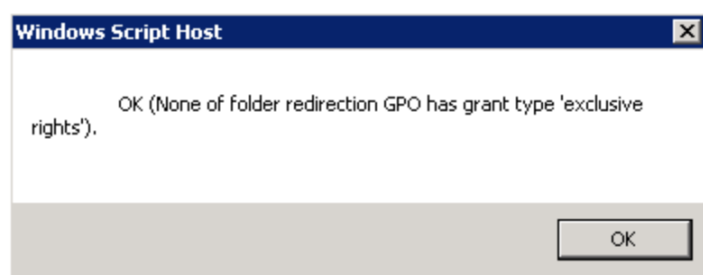 Windows Script Host
OK (None of folder redirection GPO has grant type 'exclusive
rights').
OK